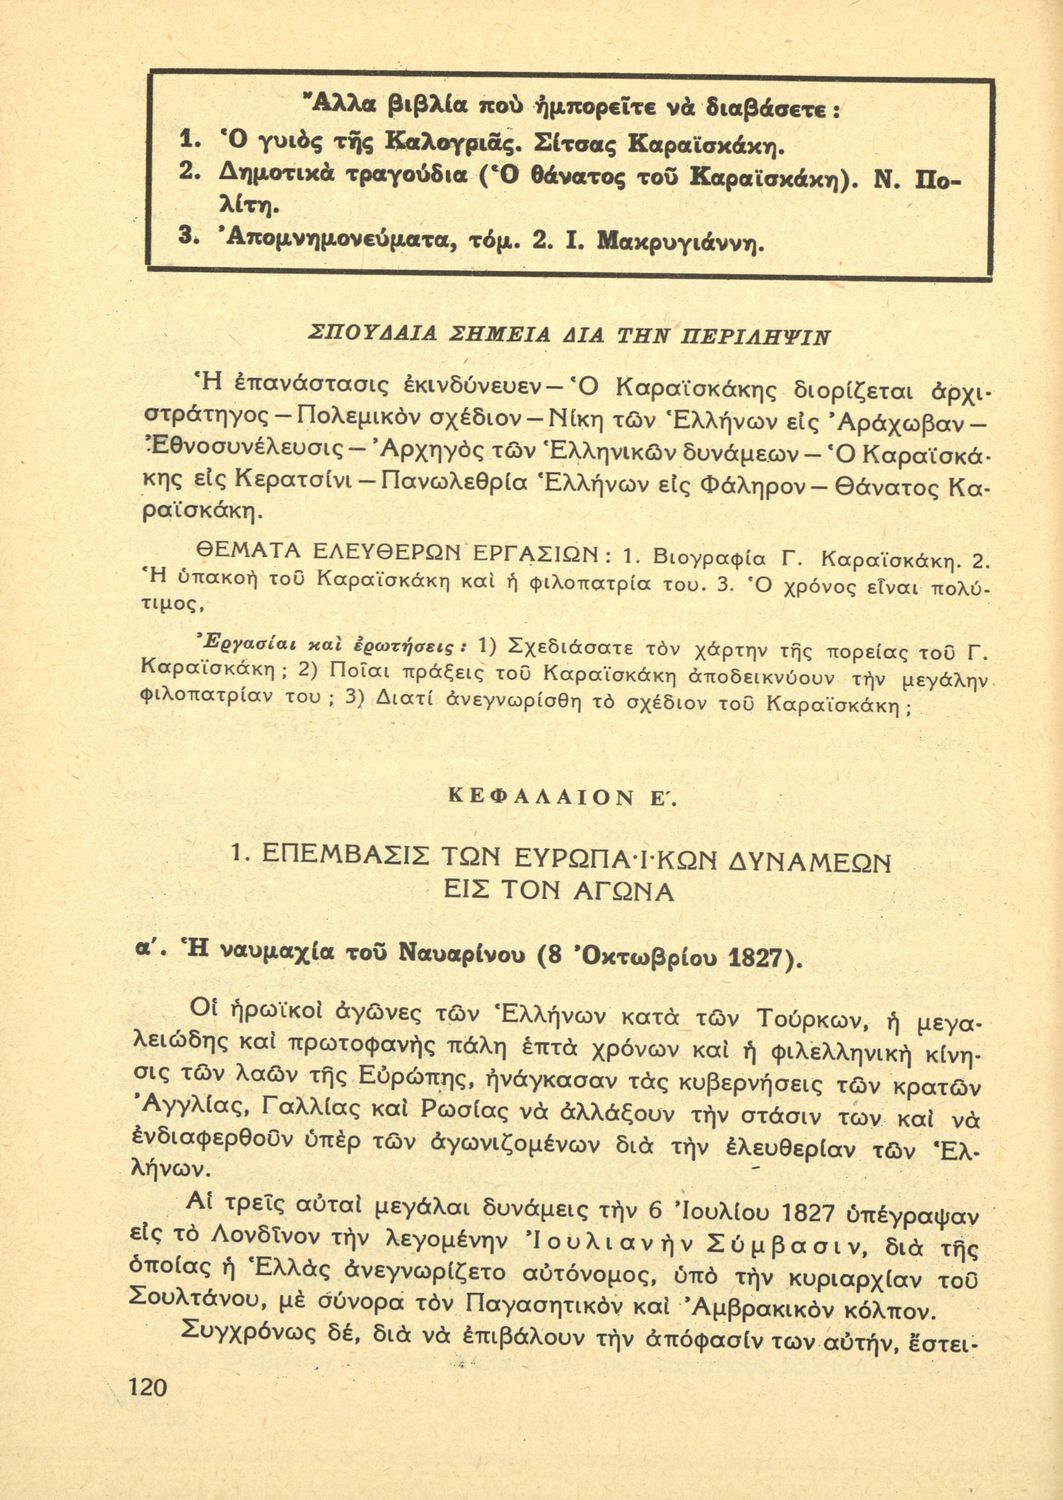 Ἄλλα βιβλία ποὺ ἠμπορεῖτε νὰ διαβάσετε :
1. Ὁ γυιὸς τῆς Καλογριᾶς. Σίτσας Καραϊσκάκη.
2. Δημοτικὰ τραγούδια (Ὁ θάνατος τοῦ Καραϊσκάκη). Ν. Πο-
λίτη.
3. Ἀπομνημονεύματα, τόμ. 2. Ι. Μακρυγιάννη.
ΣΠΟΥΔΑΙΑ ΣΗΜΕΙΑ ΔΙΑ ΤΗΝ ΠΕΡΙΛΗΨΙΝ
Ἡ ἐπανάστασις ἐκινδύνευεν — Ὁ Καραϊσκάκης διορίζεται ἀρχι-
στράτηγος — Πολεμικὸν σχέδιον — Νίκη τῶν Ἑλλήνων εἰς Ἀράχωβαν —
Ἐθνοσυνέλευσις — Ἀρχηγὸς τῶν Ἑλληνικῶν δυνάμεων — Ὁ Καραϊσκά-
κης εἰς Κερατσίνι — Πανωλεθρία Ἑλλήνων εἰς Φάληρον — Θάνατος Κα-
ραϊσκάκη.
ΘΕΜΑΤΑ ΕΛΕΥΘΕΡΩΝ ΕΡΓΑΣΙΩΝ : 1. Βιογραφία Γ. Καραϊσκάκη. 2.
Ἡ ὑπακοὴ τοῦ Καραϊσκάκη καὶ ἡ φιλοπατρία του. 3. Ὁ χρόνος εἶναι πολύ-
τιμος,
Ἐργασίαι καὶ ἐρωτήσεις : 1) Σχεδιάσατε τὸν χάρτην τῆς πορείας τοῦ Γ.
Καραϊσκάκη ; 2) Ποῖαι πράξεις τοῦ Καραϊσκάκη ἀποδεικνύουν τὴν μεγάλην
φιλοπατρίαν του ; 3) Διατί ἀνεγνωρίσθη τὸ σχέδιον τοῦ Καραϊσκάκη ;
ΚΕΦΑΛΑΙΟΝ Ε΄.
1. ΕΠΕΜΒΑΣΙΣ ΤΩΝ ΕΥΡΩΠΑ·Ι·ΚΩΝ ΔΥΝΑΜΕΩΝ
ΕΙΣ ΤΟΝ ΑΓΩΝΑ
α΄. Ἡ ναυμαχία τοῦ Ναυαρίνου (8 Ὀκτωβρίου 1827).
Οἱ ἡρωϊκοὶ ἀγῶνες τῶν Ἑλλήνων κατὰ τῶν Τούρκων, ἡ μεγα-
λειώδης καὶ πρωτοφανὴς πάλη ἑπτὰ χρόνων καὶ ἡ φιλελληνικὴ κίνη-
σις τῶν λαῶν τῆς Εὐρώπης, ἠνάγκασαν τὰς κυβερνήσεις τῶν κρατῶν
Ἀγγλίας, Γαλλίας καὶ Ρωσίας νὰ ἀλλάξουν τὴν στάσιν των καὶ νὰ
ἐνδιαφερθοῦν ὑπὲρ τῶν ἀγωνιζομένων διὰ τὴν ἐλευθερίαν τῶν Ἑλ-
λήνων.
Αἱ τρεῖς αὐταὶ μεγάλαι δυνάμεις τὴν 6 Ἰουλίου 1827 ὑπέγραψαν
εἰς τὸ Λονδῖνον τὴν λεγομένην Ἰουλιανὴν Σύμβασιν, διὰ τῆς
ὁποίας ἡ Ἑλλὰς ἀνεγνωρίζετο αὐτόνομος, ὑπὸ τὴν κυριαρχίαν τοῦ
Σουλτάνου, μὲ σύνορα τὸν Παγασητικὸν καὶ Ἀμβρακικὸν κόλπον.
Συγχρόνως δέ, διὰ νὰ ἐπιβάλουν τὴν ἀπόφασίν των αὐτήν, ἔστει-
120